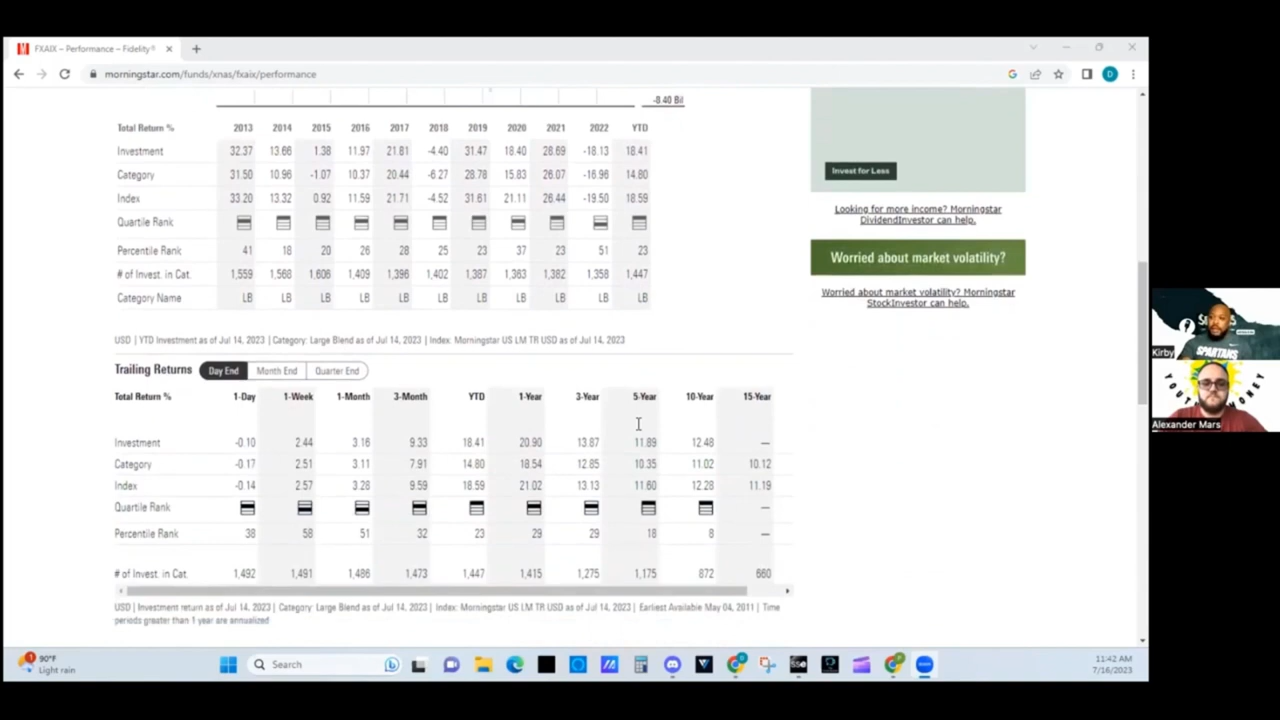 FXAIX – Performance – Fidelity®
morningstar.com/funds/xnas/fxaix/performance
D
-8.40 Bil
Total Return % 2013 2014 2015 2016 2017 2018 2019 2020 2021 2022 YTD
Investment 32.37 13.66 1.38 11.97 21.81 -4.40 31.47 18.40 28.69 -18.13 18.41
Category 31.50 10.96 -1.07 10.37 20.44 -6.27 28.78 15.83 26.07 -16.96 14.80
Index 33.20 13.32 0.92 11.59 21.71 -4.52 31.61 21.11 26.44 -19.50 18.59
Quartile Rank
Percentile Rank 41 18 20 26 28 25 23 37 23 51 23
# of Invest. in Cat. 1,559 1,568 1,606 1,409 1,396 1,402 1,387 1,363 1,382 1,358 1,447
Category Name LB LB LB LB LB LB LB LB LB LB LB
USD | YTD Investment as of Jul 14, 2023 | Category: Large Blend as of Jul 14, 2023 | Index: Morningstar US LM TR USD as of Jul 14, 2023
Invest for Less
Looking for more income? Morningstar
DividendInvestor can help.
Worried about market volatility?
Worried about market volatility? Morningstar
StockInvestor can help.
Trailing Returns Day End Month End Quarter End
Total Return % 1-Day 1-Week 1-Month 3-Month YTD 1-Year 3-Year 5-Year 10-Year 15-Year
Investment -0.10 2.44 3.16 9.33 18.41 20.90 13.87 11.89 12.48 —
Category -0.17 2.51 3.11 7.91 14.80 18.54 12.85 10.35 11.02 10.12
Index -0.14 2.57 3.28 9.59 18.59 21.02 13.13 11.60 12.28 11.19
Quartile Rank —
Percentile Rank 38 58 51 32 23 29 29 18 8 —
# of Invest. in Cat. 1,492 1,491 1,486 1,473 1,447 1,415 1,275 1,175 872 660
USD | Investment return as of Jul 14, 2023 | Category: Large Blend as of Jul 14, 2023 | Index: Morningstar US LM TR USD as of Jul 14, 2023 | Earliest Available May 04, 2011 | Time
periods greater than 1 year are annualized
SPARTANS
Kirby
Alexander Mars
1
90°F
Light rain
Search
11:42 AM
7/16/2023